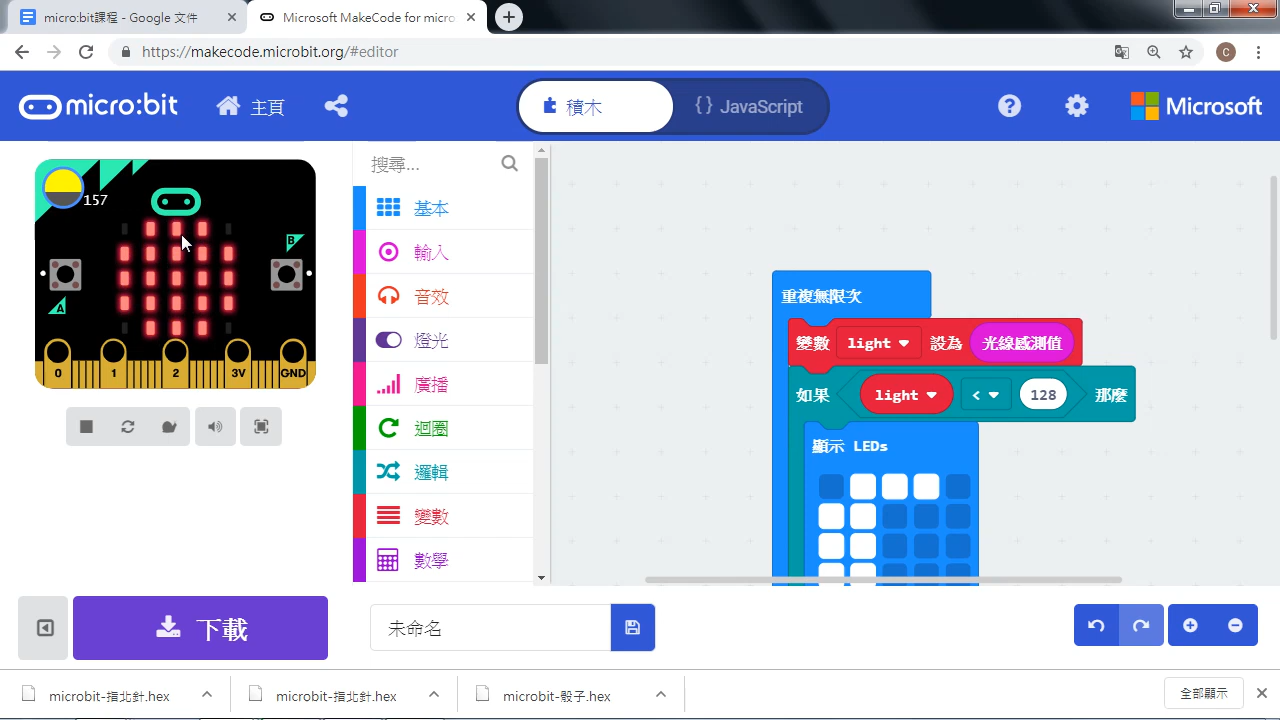 micro:bit課程 - Google 文件
Microsoft MakeCode for micro
https://makecode.microbit.org/#editor
C
micro:bit
主頁
積木
{} JavaScript
Microsoft
157
B
A
0 1 2 3V GND
搜尋...
基本
輸入
音效
燈光
廣播
迴圈
邏輯
變數
數學
重複無限次
變數 light 設為 光線感測值
如果 light < 128 那麼
顯示 LEDs
下載
未命名
microbit-指北針.hex
microbit-指北針.hex
microbit-骰子.hex
全部顯示